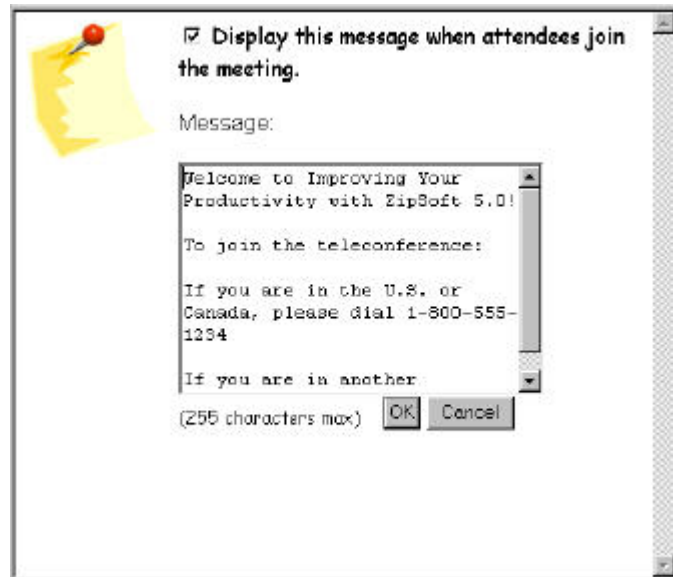 Display this message when attendees join
the meeting.
Message:
Welcome to Improving Your
Productivity with ZipSoft 5.0!
To join the teleconference:
If you are in the U.S. or
Canada, please dial 1-800-555-
1234
If you are in another
(255 characters max) OK Cancel